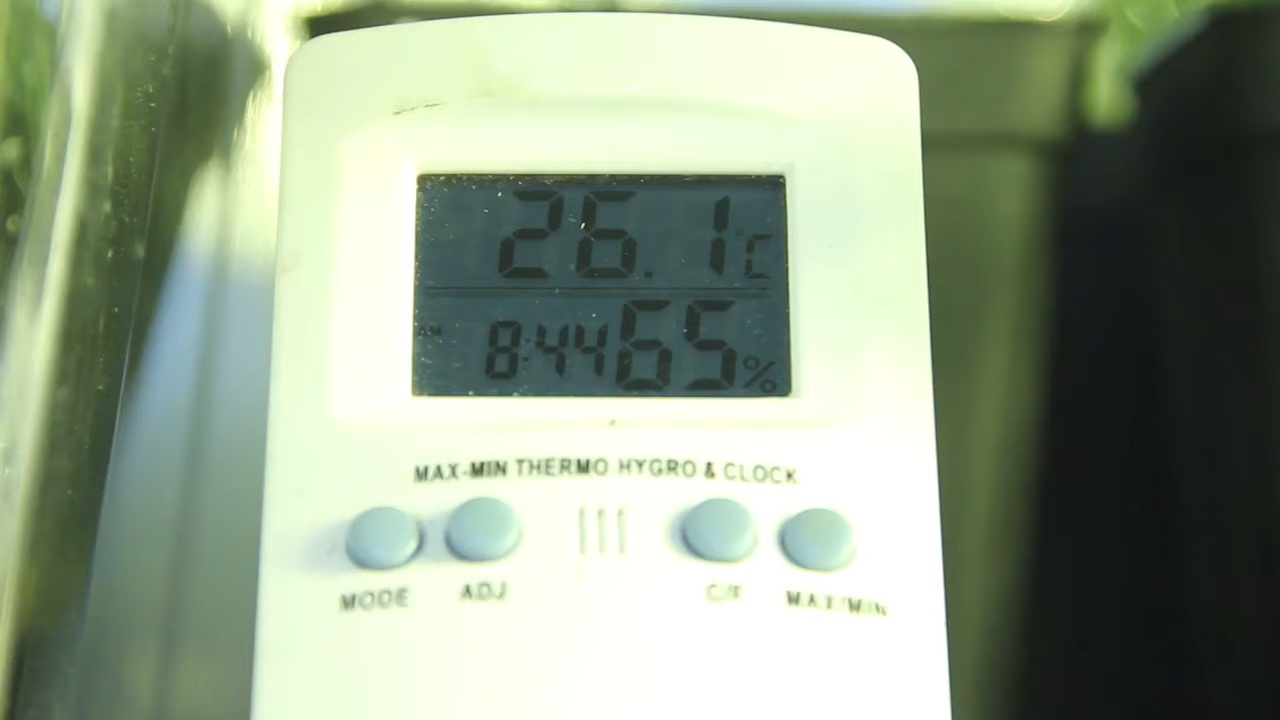 26.1°C
AM 8:44 65%
MAX-MIN THERMO HYGRO & CLOCK
MODE ADJ C/F MAX/MIN